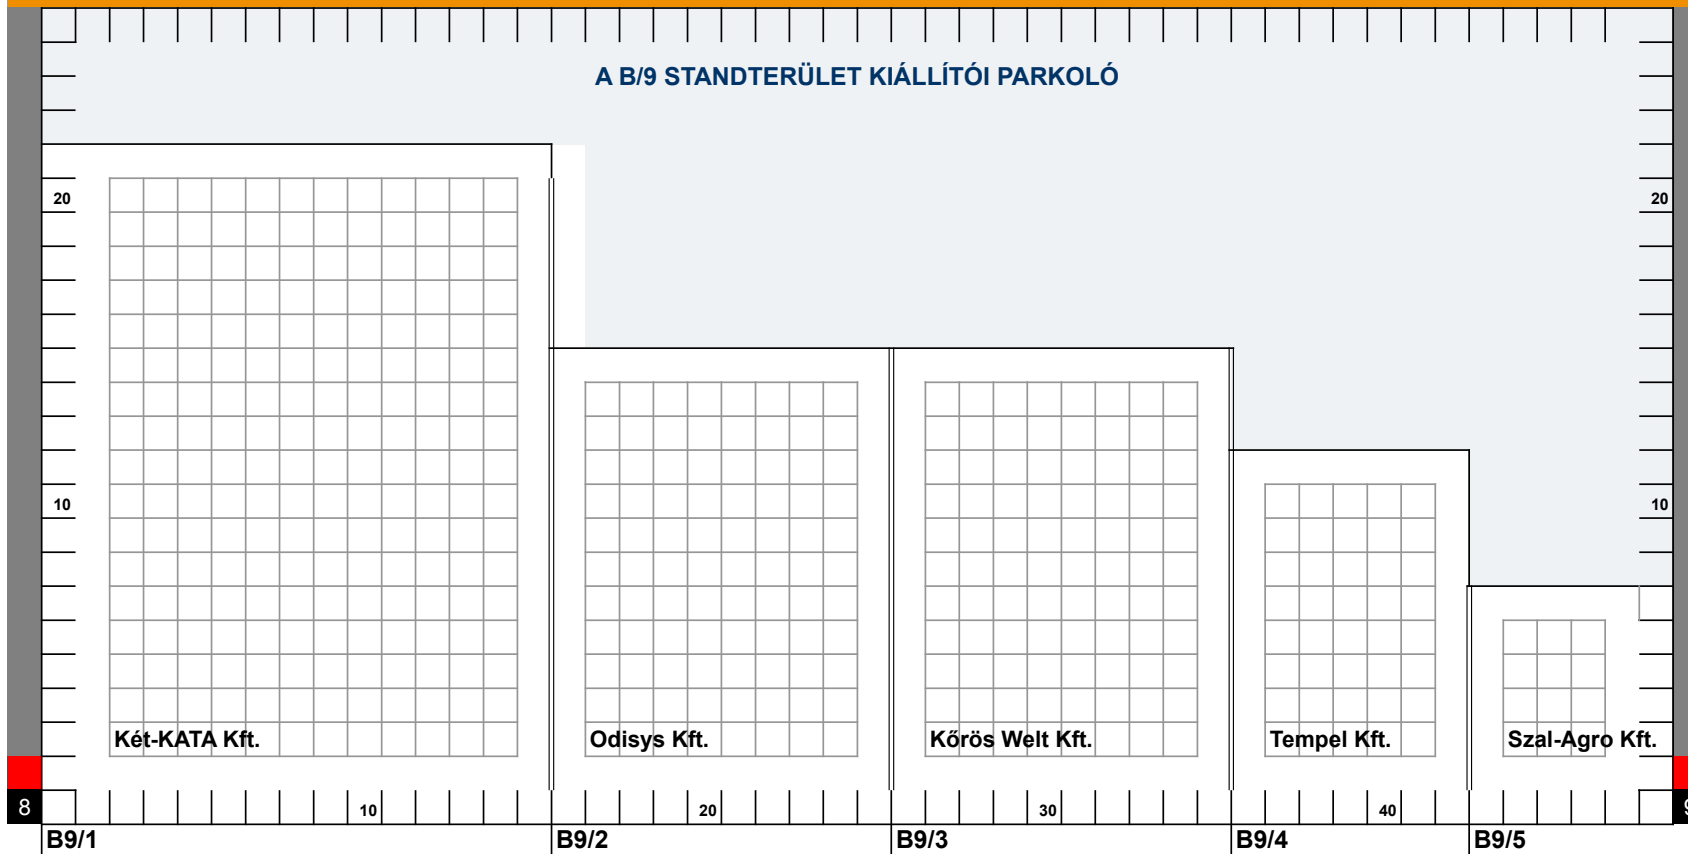 A B/9 STANDTERÜLET KIÁLLÍTÓI PARKOLÓ
20
20
10
10
Két-KATA Kft.
Odisys Kft.
Kőrös Welt Kft.
Tempel Kft.
Szal-Agro Kft.
8
10
20
30
40
9
B9/1
B9/2
B9/3
B9/4
B9/5